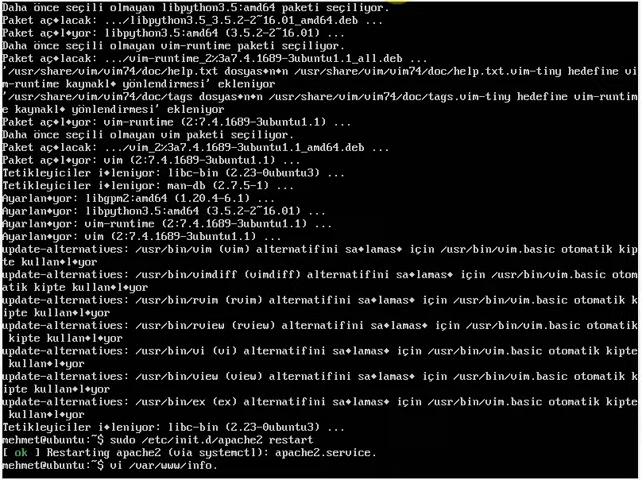 Daha önce seçili olmayan libpython3.5:amd64 paketi seçiliyor.
Paket aç◆lacak: .../libpython3.5_3.5.2-2~16.01_amd64.deb ...
Paket aç◆l◆yor: libpython3.5:amd64 (3.5.2-2~16.01) ...
Daha önce seçili olmayan vim-runtime paketi seçiliyor.
Paket aç◆lacak: .../vim-runtime_2%3a7.4.1689-3ubuntu1.1_all.deb ...
'/usr/share/vim/vim74/doc/help.txt dosyas◆n◆n /usr/share/vim/vim74/doc/help.txt.vim-tiny hedefine vi
m-runtime kaynakl◆ yönlendirmesi' ekleniyor
'/usr/share/vim/vim74/doc/tags dosyas◆n◆n /usr/share/vim/vim74/doc/tags.vim-tiny hedefine vim-runtim
e kaynakl◆ yönlendirmesi' ekleniyor
Paket aç◆l◆yor: vim-runtime (2:7.4.1689-3ubuntu1.1) ...
Daha önce seçili olmayan vim paketi seçiliyor.
Paket aç◆lacak: .../vim_2%3a7.4.1689-3ubuntu1.1_amd64.deb ...
Paket aç◆l◆yor: vim (2:7.4.1689-3ubuntu1.1) ...
Tetikleyiciler i◆leniyor: libc-bin (2.23-0ubuntu3) ...
Tetikleyiciler i◆leniyor: man-db (2.7.5-1) ...
Ayarlan◆yor: libgpm2:amd64 (1.20.4-6.1) ...
Ayarlan◆yor: libpython3.5:amd64 (3.5.2-2~16.01) ...
Ayarlan◆yor: vim-runtime (2:7.4.1689-3ubuntu1.1) ...
Ayarlan◆yor: vim (2:7.4.1689-3ubuntu1.1) ...
update-alternatives: /usr/bin/vim (vim) alternatifini sa◆lamas◆ için /usr/bin/vim.basic otomatik kip
te kullan◆l◆yor
update-alternatives: /usr/bin/vimdiff (vimdiff) alternatifini sa◆lamas◆ için /usr/bin/vim.basic otom
atik kipte kullan◆l◆yor
update-alternatives: /usr/bin/rvim (rvim) alternatifini sa◆lamas◆ için /usr/bin/vim.basic otomatik k
ipte kullan◆l◆yor
update-alternatives: /usr/bin/rview (rview) alternatifini sa◆lamas◆ için /usr/bin/vim.basic otomatik
kipte kullan◆l◆yor
update-alternatives: /usr/bin/vi (vi) alternatifini sa◆lamas◆ için /usr/bin/vim.basic otomatik kipte
kullan◆l◆yor
update-alternatives: /usr/bin/view (view) alternatifini sa◆lamas◆ için /usr/bin/vim.basic otomatik k
ipte kullan◆l◆yor
update-alternatives: /usr/bin/ex (ex) alternatifini sa◆lamas◆ için /usr/bin/vim.basic otomatik kipte
kullan◆l◆yor
Tetikleyiciler i◆leniyor: libc-bin (2.23-0ubuntu3) ...
mehmet@ubuntu:~$ sudo /etc/init.d/apache2 restart
[ ok ] Restarting apache2 (via systemctl): apache2.service.
mehmet@ubuntu:~$ vi /var/www/info.